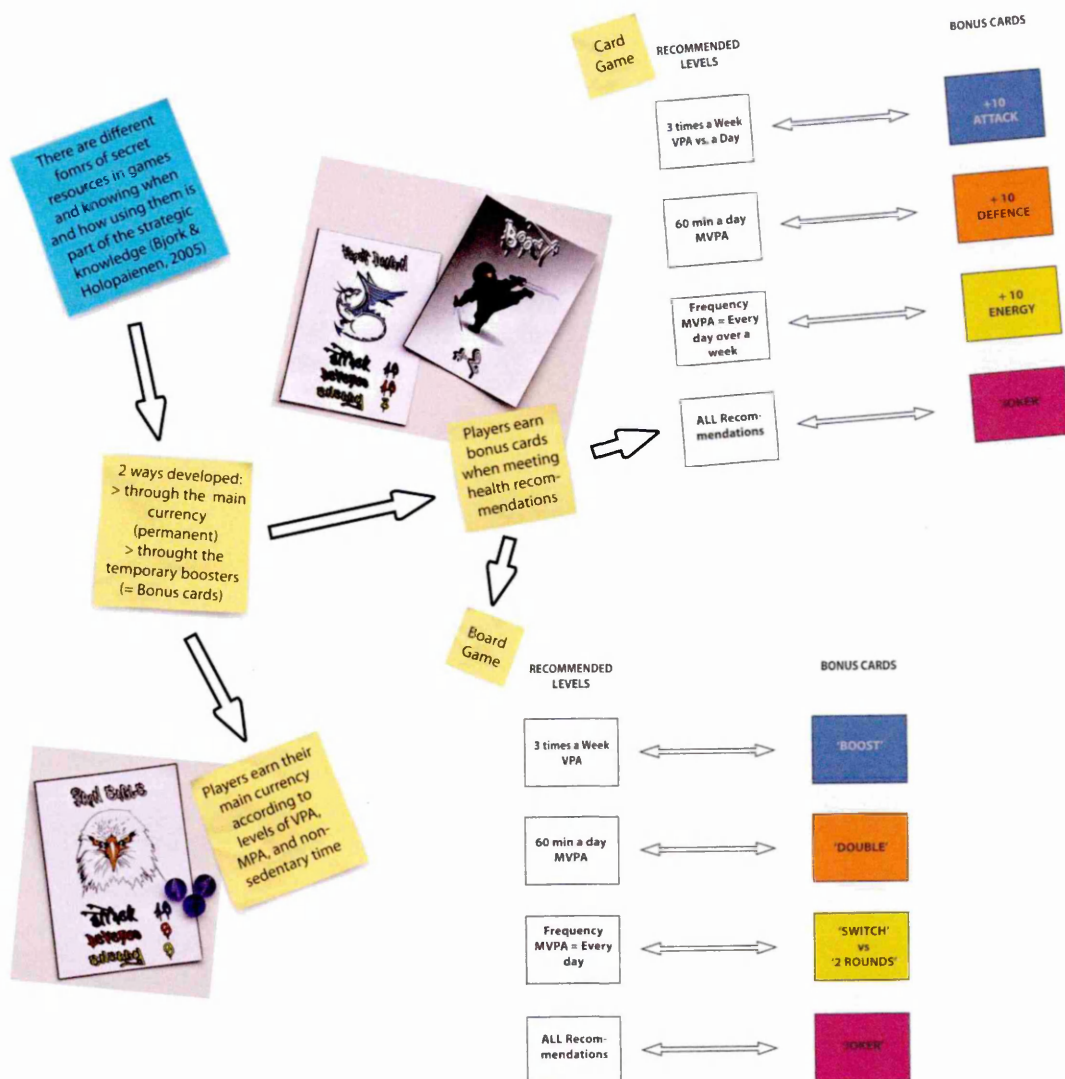 There are different
fomrs of secret
resources in games
and knowing when
and how using them is
part of the strategic
knowledge (Bjork &
Holopaienen, 2005)
2 ways developed:
> through the main
currency
(permanent)
> throught the
temporary boosters
(= Bonus cards)
Players earn
bonus cards
when meeting
health recom-
mendations
Card
Game
RECOMMENDED
LEVELS
BONUS CARDS
3 times a Week
VPA vs. a Day
+10
ATTACK
60 min a day
MVPA
+ 10
DEFENCE
Frequency
MVPA = Every
day over a
week
+ 10
ENERGY
ALL Recom-
mendations
'JOKER'
Board
Game
RECOMMENDED
LEVELS
BONUS CARDS
3 times a Week
VPA
'BOOST'
60 min a day
MVPA
'DOUBLE'
Frequency
MVPA = Every
day
'SWITCH'
vs
'2 ROUNDS'
ALL Recom-
mendations
'JOKER'
Players earn their
main currency
according to
levels of VPA,
MPA, and non-
sedentary time